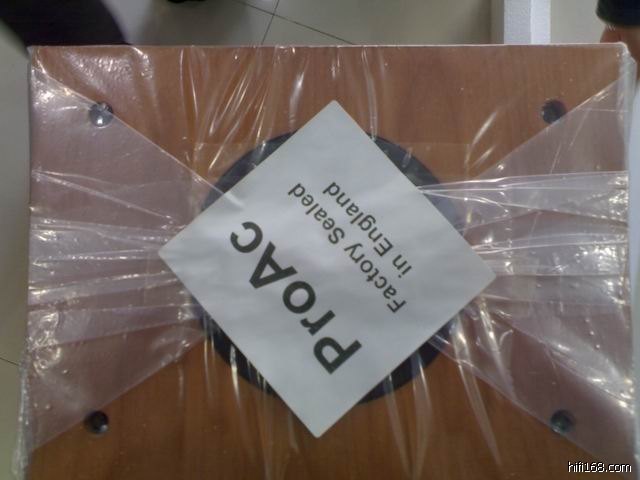 ProAc
Factory Sealed
in England
hifi168.com